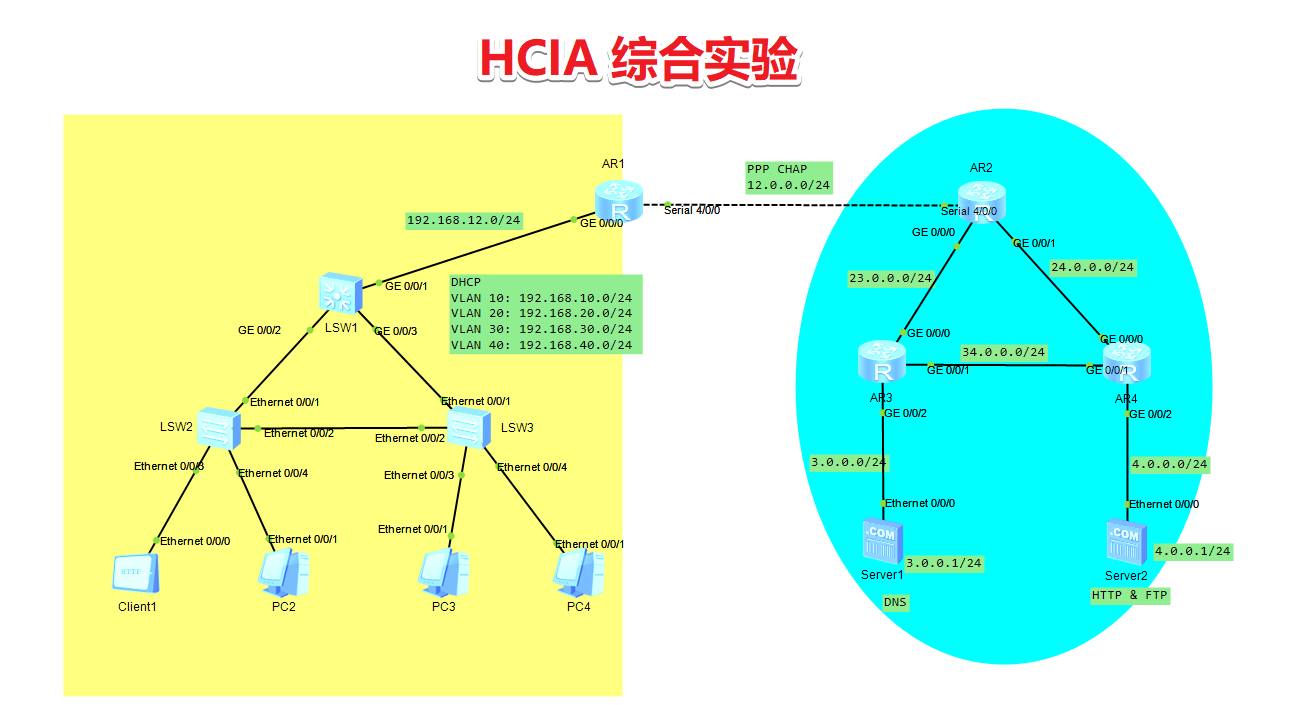 HCIA 综合实验
AR1
PPP CHAP
12.0.0.0/24
AR2
192.168.12.0/24
GE 0/0/0
Serial 4/0/0
Serial 4/0/0
R
R
GE 0/0/0
GE 0/0/1
DHCP
VLAN 10: 192.168.10.0/24
VLAN 20: 192.168.20.0/24
VLAN 30: 192.168.30.0/24
VLAN 40: 192.168.40.0/24
GE 0/0/1
LSW1
GE 0/0/2
GE 0/0/3
23.0.0.0/24
24.0.0.0/24
GE 0/0/0
GE 0/0/0
34.0.0.0/24
R
GE 0/0/1
GE 0/0/1
R
AR3
AR4
Ethernet 0/0/1
Ethernet 0/0/1
GE 0/0/2
GE 0/0/2
LSW2
Ethernet 0/0/2
Ethernet 0/0/2
LSW3
Ethernet 0/0/3
Ethernet 0/0/4
Ethernet 0/0/3
Ethernet 0/0/4
3.0.0.0/24
4.0.0.0/24
Ethernet 0/0/0
Ethernet 0/0/0
Ethernet 0/0/0
Ethernet 0/0/1
Ethernet 0/0/1
Ethernet 0/0/1
.COM
.COM
HTTP
3.0.0.1/24
4.0.0.1/24
Server1
Server2
DNS
HTTP & FTP
Client1
PC2
PC3
PC4